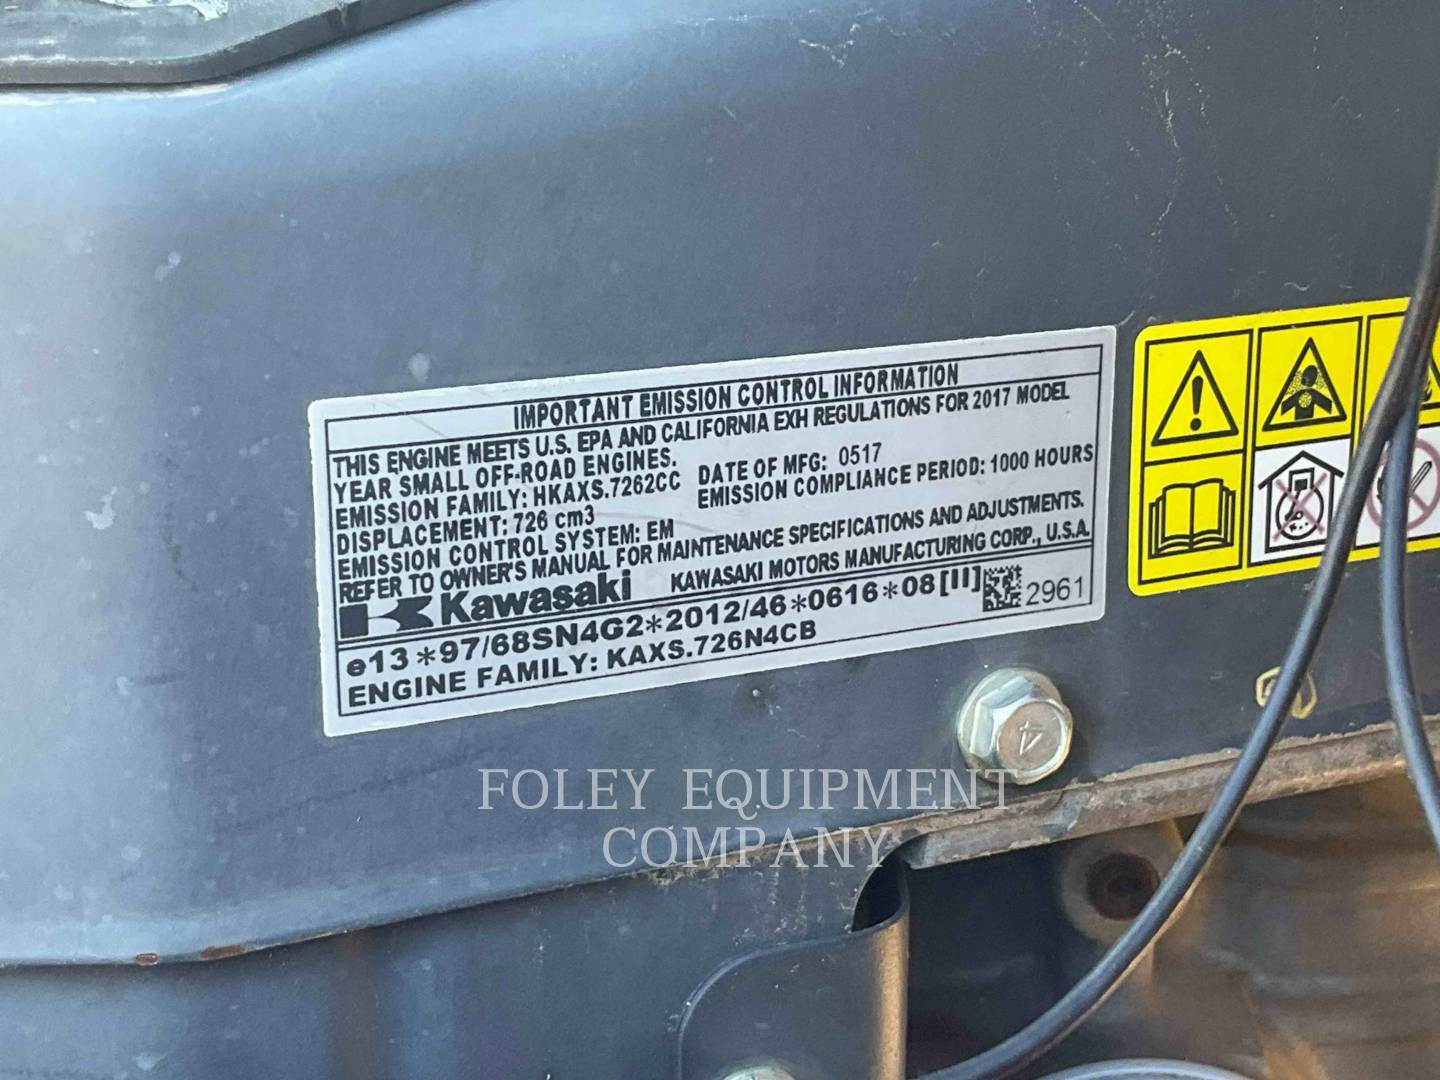 IMPORTANT EMISSION CONTROL INFORMATION
THIS ENGINE MEETS U.S. EPA AND CALIFORNIA EXH REGULATIONS FOR 2017 MODEL
YEAR SMALL OFF-ROAD ENGINES.
EMISSION FAMILY: HKAXS.7262CC DATE OF MFG: 0517
DISPLACEMENT: 726 cm3 EMISSION COMPLIANCE PERIOD: 1000 HOURS
EMISSION CONTROL SYSTEM: EM
REFER TO OWNER'S MANUAL FOR MAINTENANCE SPECIFICATIONS AND ADJUSTMENTS.
Kawasaki KAWASAKI MOTORS MANUFACTURING CORP., U.S.A.
e13*97/68SN4G2*2012/46*0616*08[II] 2961
ENGINE FAMILY: KAXS.726N4CB
4
FOLEY EQUIPMENT
COMPANY